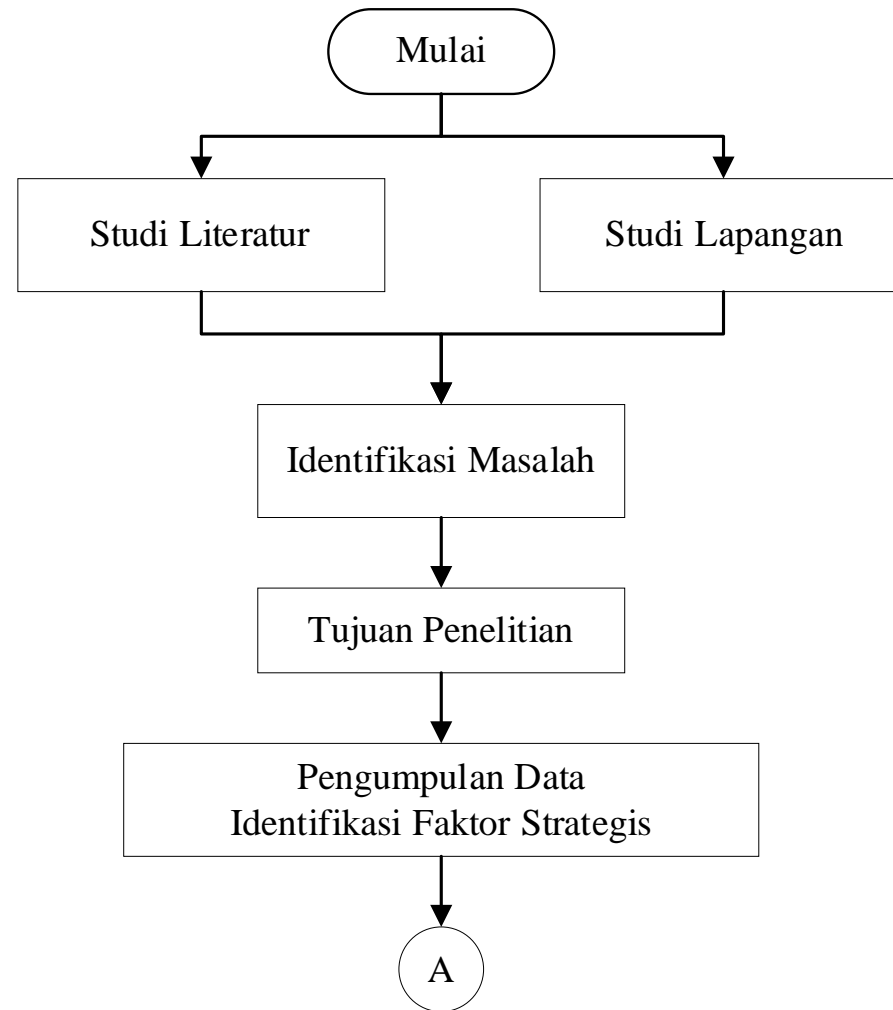 Mulai
Studi Literatur
Studi Lapangan
Identifikasi Masalah
Tujuan Penelitian
Pengumpulan Data
Identifikasi Faktor Strategis
A